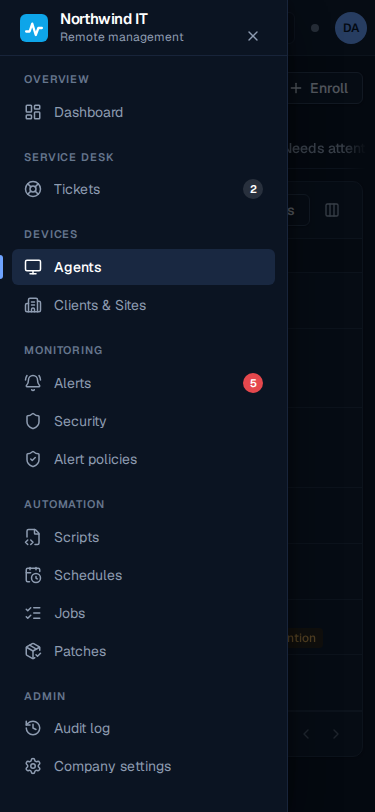 Northwind IT
Remote management
DA
Enroll
OVERVIEW
Dashboard
SERVICE DESK
Needs atten
Tickets
2
DEVICES
Agents
Clients & Sites
MONITORING
Alerts
5
Security
Alert policies
AUTOMATION
Scripts
Schedules
Jobs
Patches
ADMIN
Audit log
Company settings